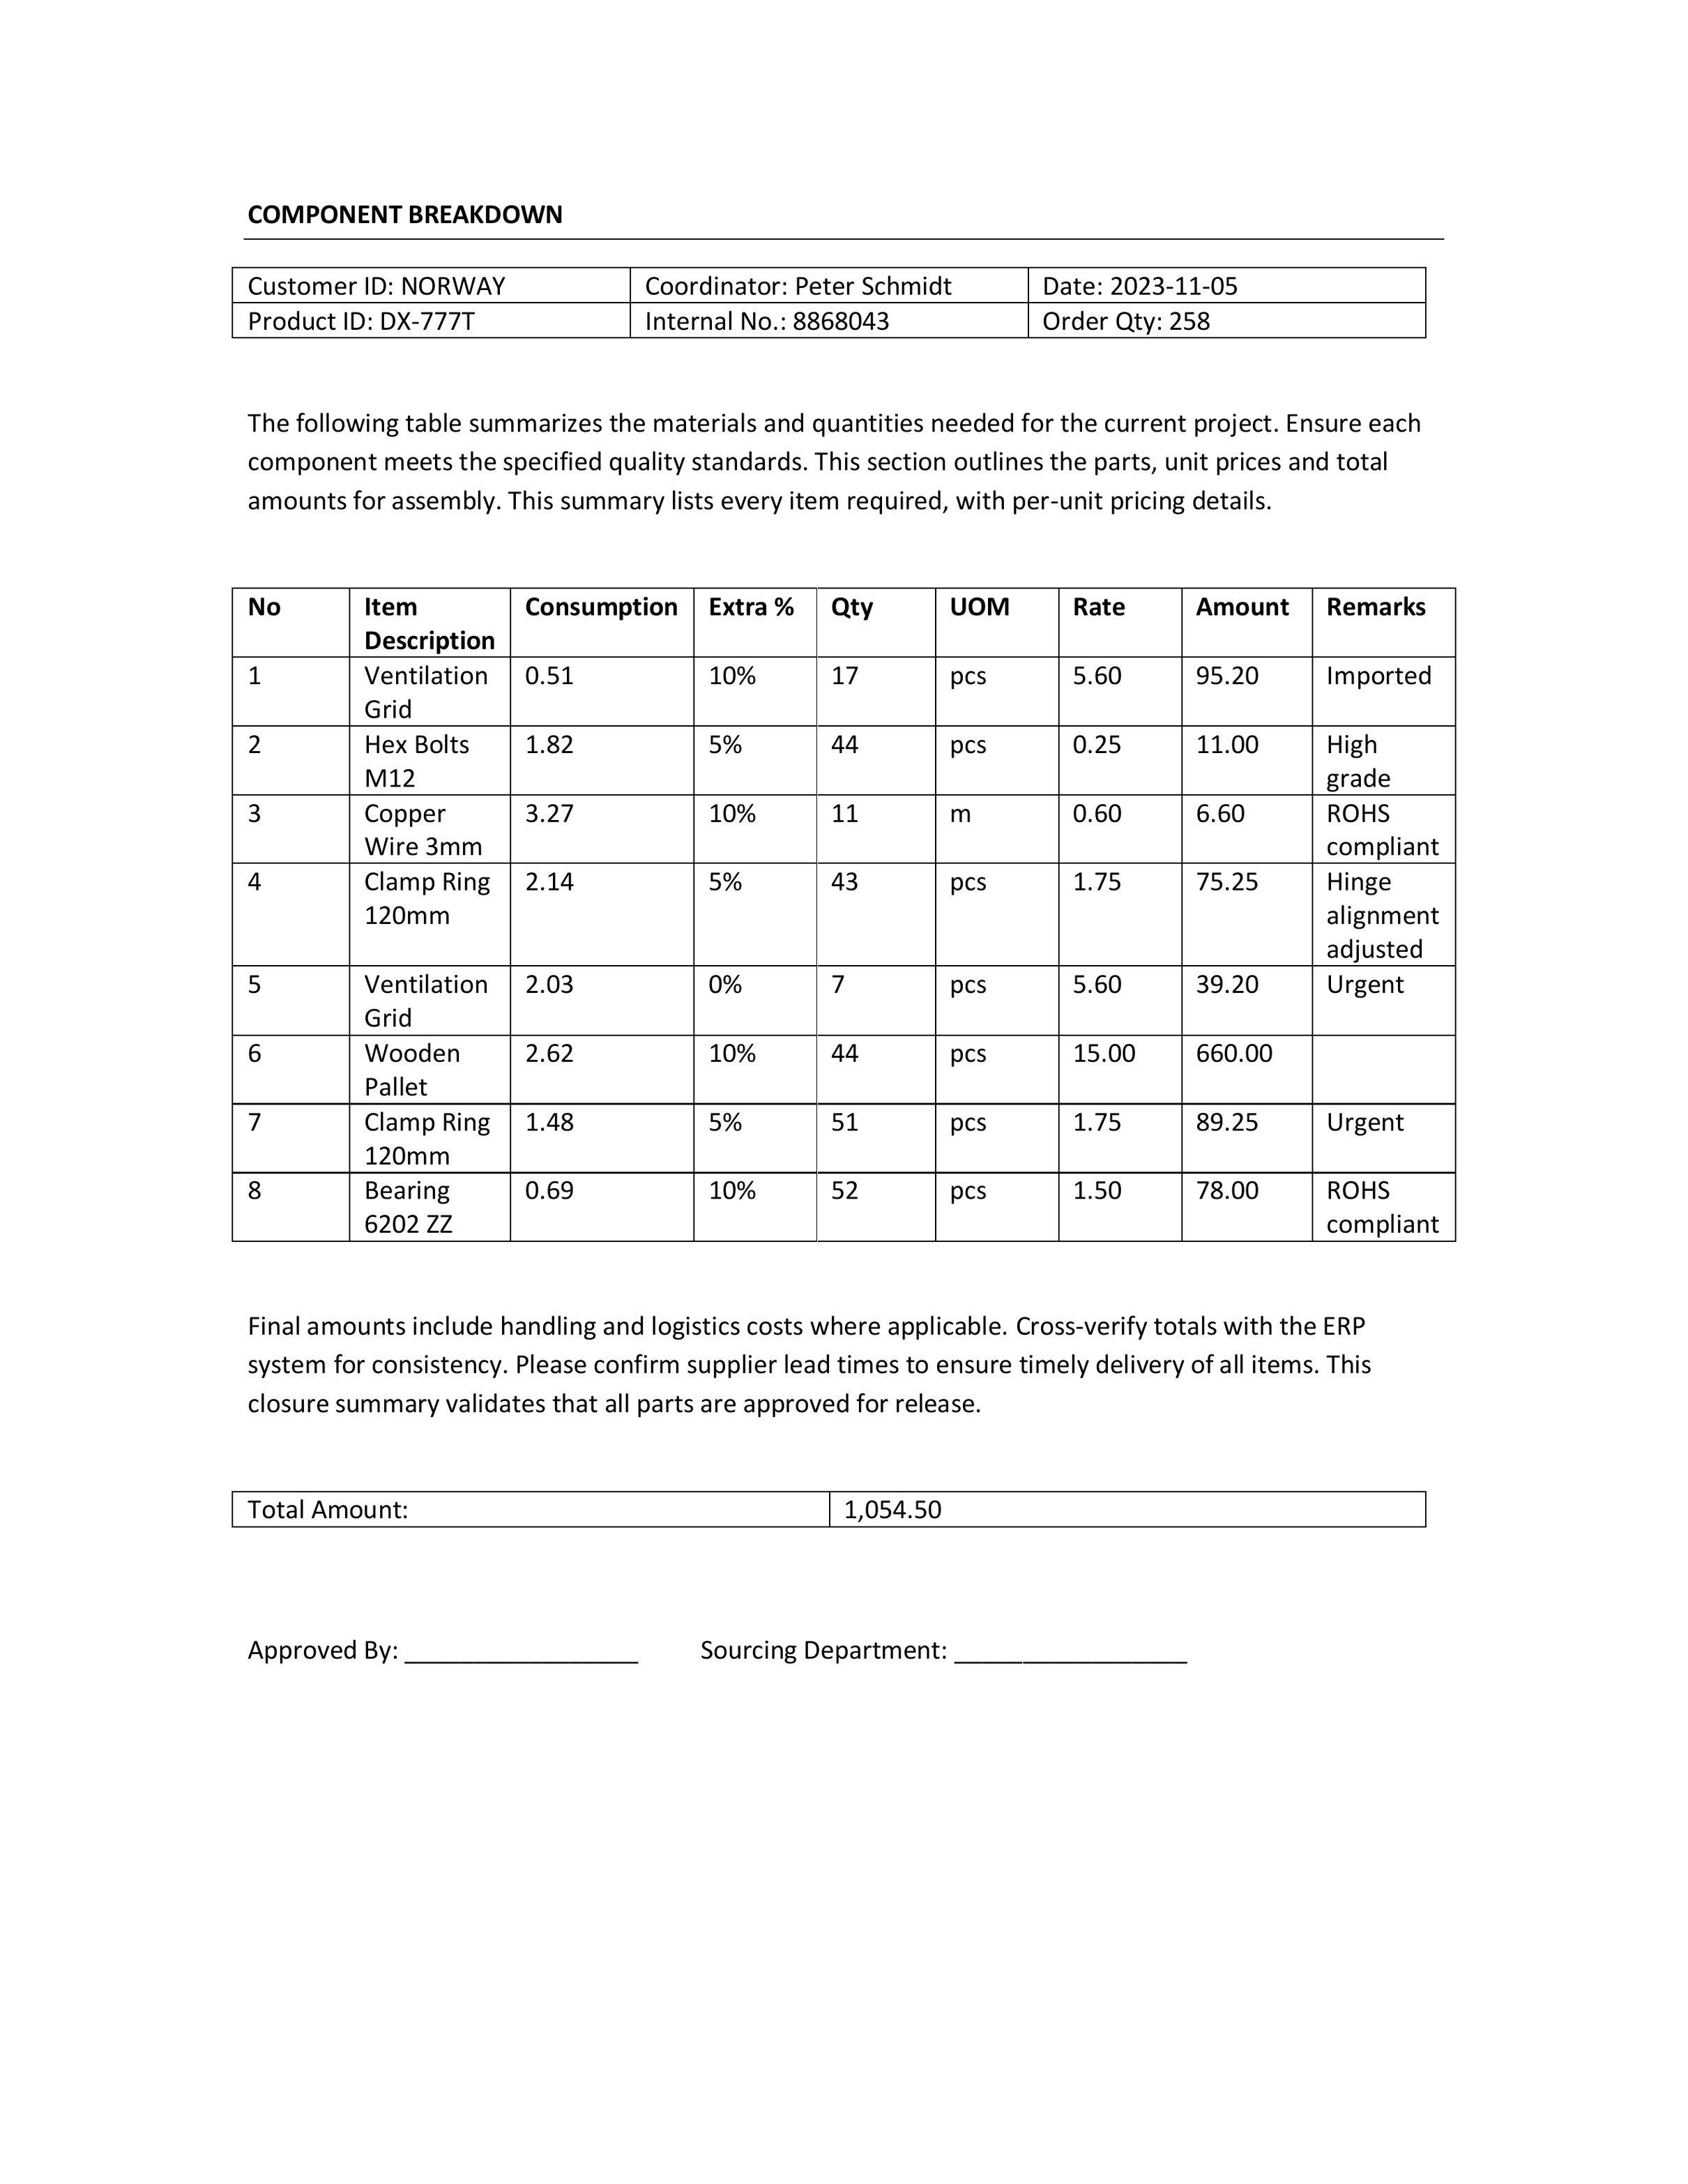 COMPONENT BREAKDOWN
Customer ID: NORWAY Coordinator: Peter Schmidt Date: 2023-11-05
Product ID: DX-777T Internal No.: 8868043 Order Qty: 258
The following table summarizes the materials and quantities needed for the current project. Ensure each
component meets the specified quality standards. This section outlines the parts, unit prices and total
amounts for assembly. This summary lists every item required, with per-unit pricing details.
No Item Consumption Extra % Qty UOM Rate Amount Remarks
Description
1 Ventilation 0.51 10% 17 pcs 5.60 95.20 Imported
Grid
2 Hex Bolts 1.82 5% 44 pcs 0.25 11.00 High
M12 grade
3 Copper 3.27 10% 11 m 0.60 6.60 ROHS
Wire 3mm compliant
4 Clamp Ring 2.14 5% 43 pcs 1.75 75.25 Hinge
120mm alignment
adjusted
5 Ventilation 2.03 0% 7 pcs 5.60 39.20 Urgent
Grid
6 Wooden 2.62 10% 44 pcs 15.00 660.00
Pallet
7 Clamp Ring 1.48 5% 51 pcs 1.75 89.25 Urgent
120mm
8 Bearing 0.69 10% 52 pcs 1.50 78.00 ROHS
6202 ZZ compliant
Final amounts include handling and logistics costs where applicable. Cross-verify totals with the ERP
system for consistency. Please confirm supplier lead times to ensure timely delivery of all items. This
closure summary validates that all parts are approved for release.
Total Amount: 1,054.50
Approved By: _________________ Sourcing Department: _________________